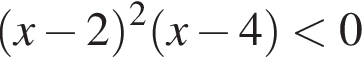 (x − 2)²(x − 4) < 0